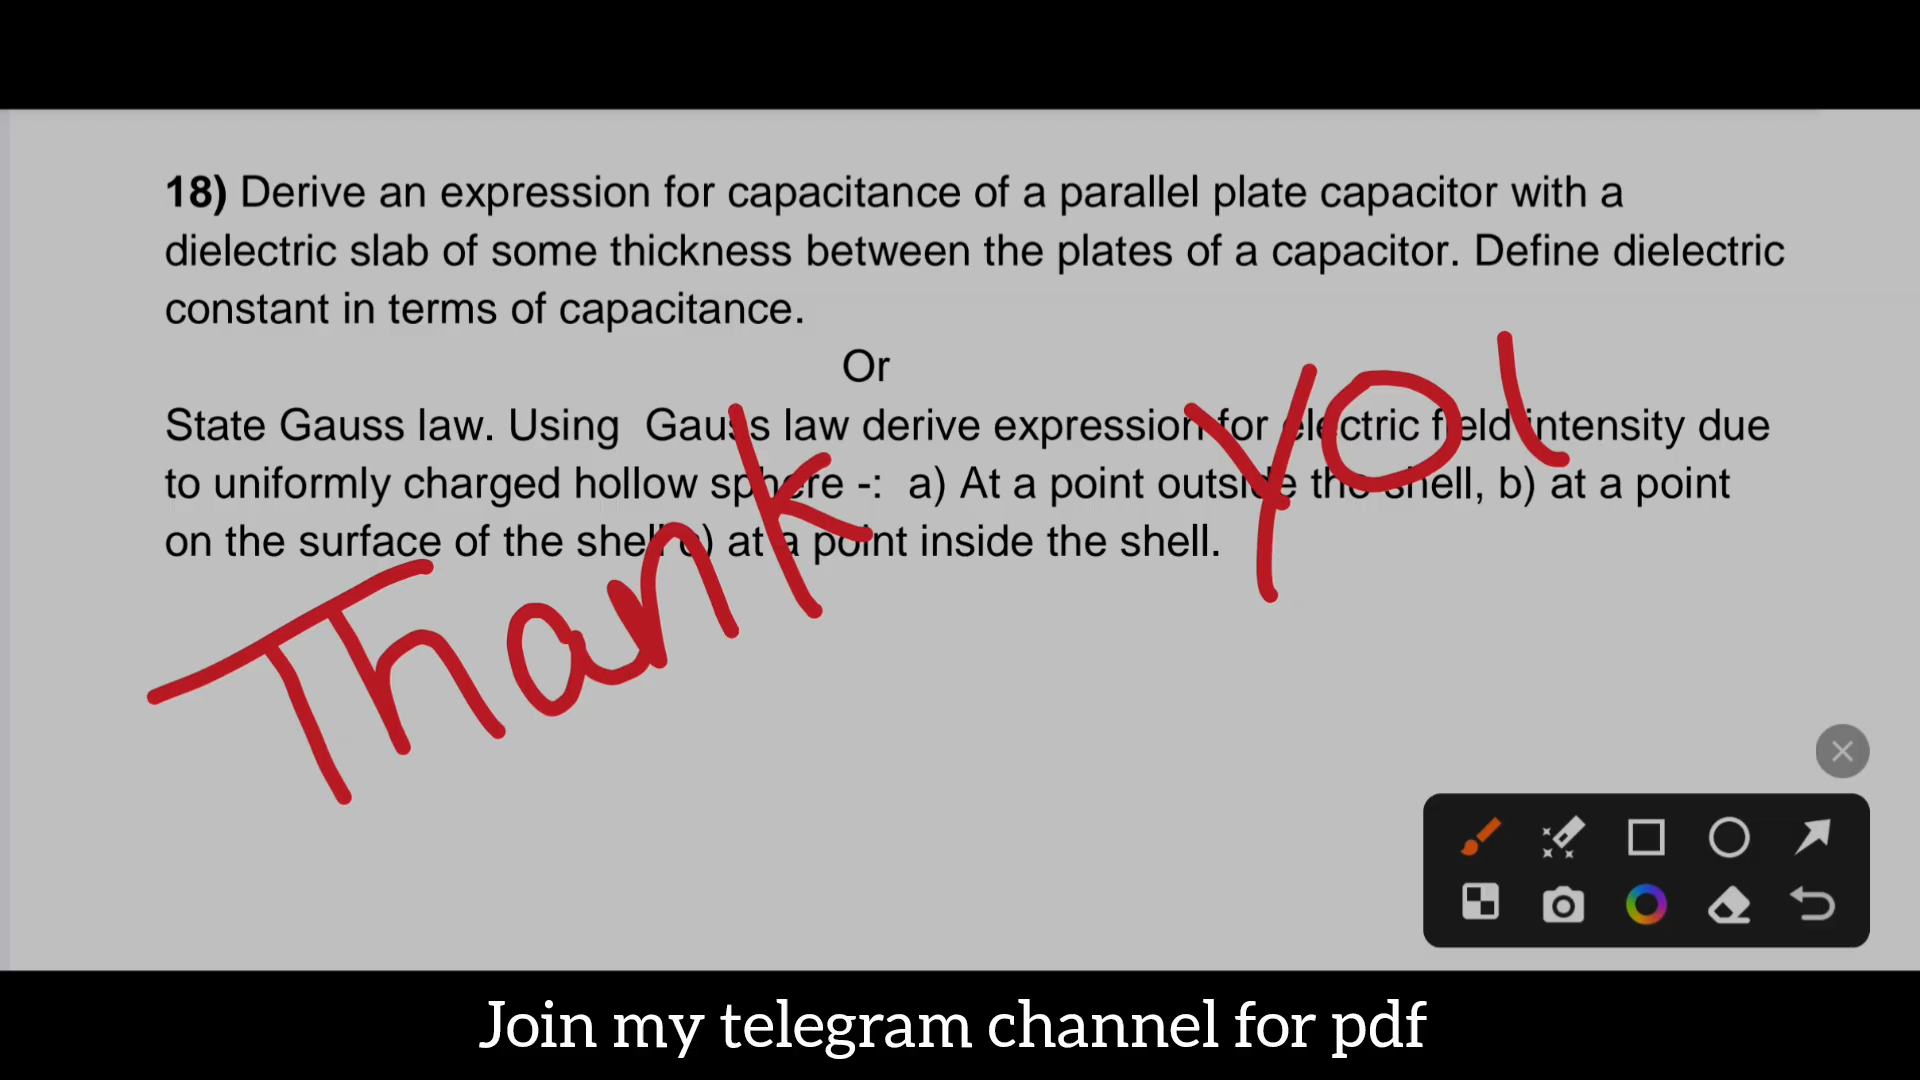 18) Derive an expression for capacitance of a parallel plate capacitor with a
dielectric slab of some thickness between the plates of a capacitor. Define dielectric
constant in terms of capacitance.
Or
State Gauss law. Using Gauss law derive expression for electric field intensity due
to uniformly charged hollow sphere -: a) At a point outside the shell, b) at a point
on the surface of the shell c) at a point inside the shell.
Thank
Join my telegram channel for pdf